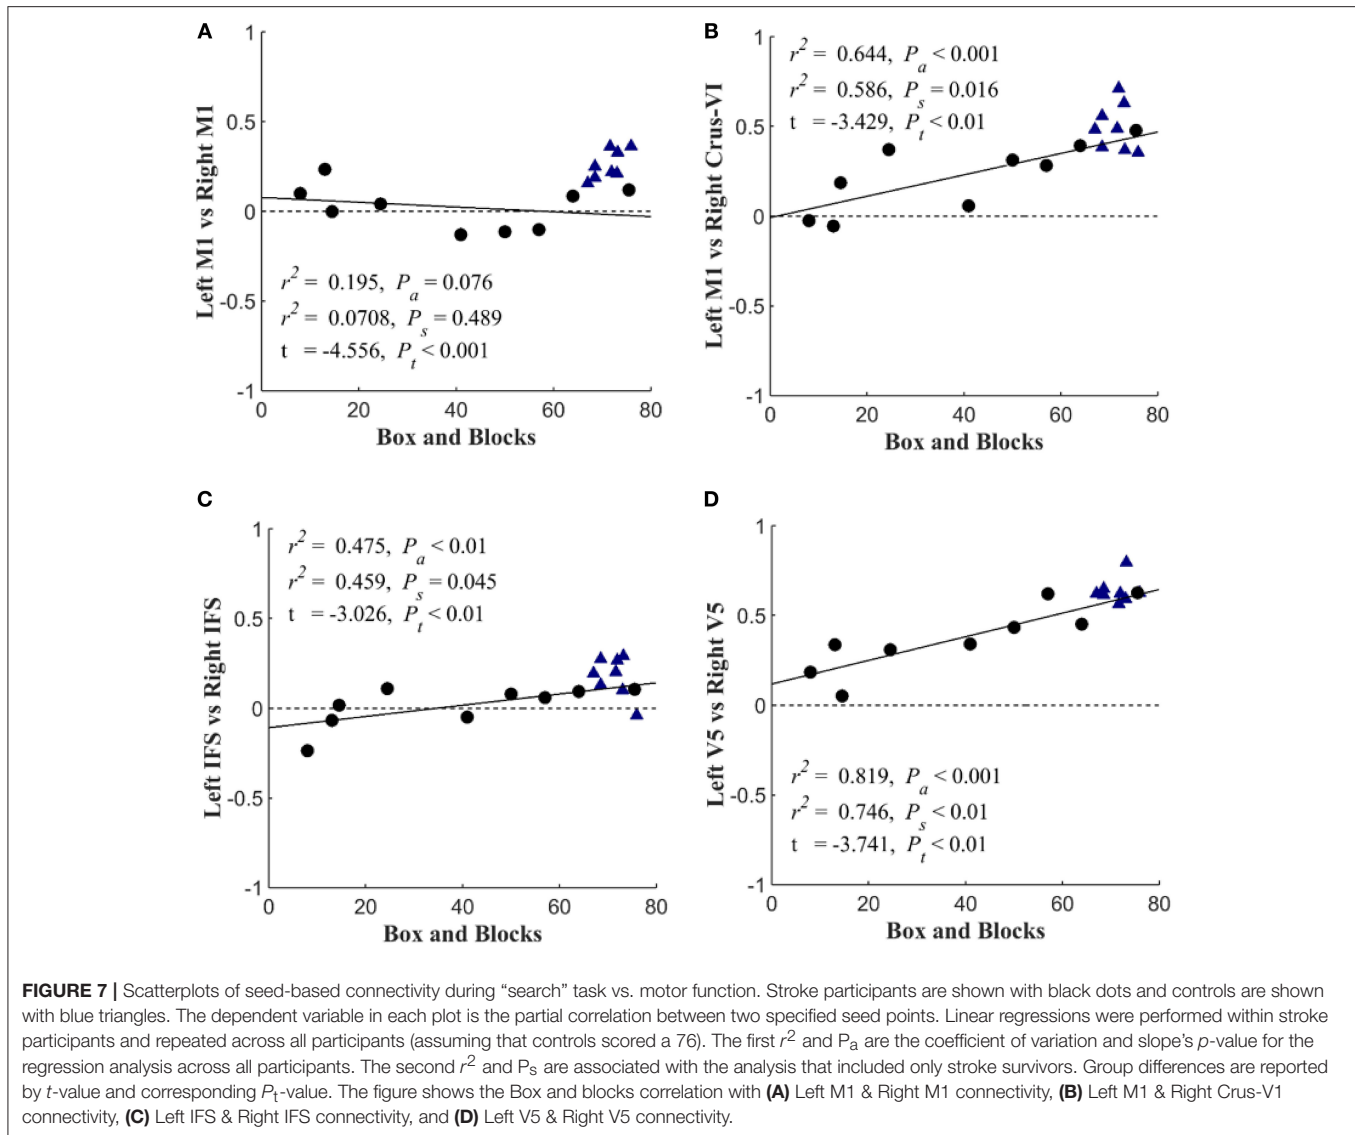 A
1
0.5
0
-0.5
-1
Left M1 vs Right M1
r² = 0.195, Pa = 0.076
r² = 0.0708, Ps = 0.489
t = -4.556, Pt < 0.001
0 20 40 60 80
Box and Blocks
B
1
0.5
0
-0.5
-1
Left M1 vs Right Crus-VI
r² = 0.644, Pa < 0.001
r² = 0.586, Ps = 0.016
t = -3.429, Pt < 0.01
0 20 40 60 80
Box and Blocks
C
1
0.5
0
-0.5
-1
Left IFS vs Right IFS
r² = 0.475, Pa < 0.01
r² = 0.459, Ps = 0.045
t = -3.026, Pt < 0.01
0 20 40 60 80
Box and Blocks
D
1
0.5
0
-0.5
-1
Left V5 vs Right V5
r² = 0.819, Pa < 0.001
r² = 0.746, Ps < 0.01
t = -3.741, Pt < 0.01
0 20 40 60 80
Box and Blocks
FIGURE 7 | Scatterplots of seed-based connectivity during “search” task vs. motor function. Stroke participants are shown with black dots and controls are shown
with blue triangles. The dependent variable in each plot is the partial correlation between two specified seed points. Linear regressions were performed within stroke
participants and repeated across all participants (assuming that controls scored a 76). The first r² and Pa are the coefficient of variation and slope’s p-value for the
regression analysis across all participants. The second r² and Ps are associated with the analysis that included only stroke survivors. Group differences are reported
by t-value and corresponding Pt-value. The figure shows the Box and blocks correlation with (A) Left M1 & Right M1 connectivity, (B) Left M1 & Right Crus-V1
connectivity, (C) Left IFS & Right IFS connectivity, and (D) Left V5 & Right V5 connectivity.